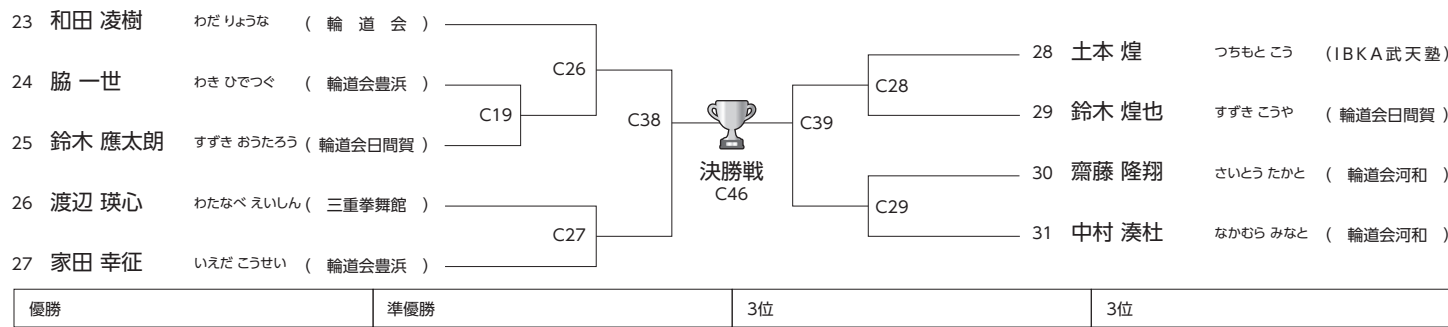 23 和田 凌樹 わだ りょうな ( 輪 道 会 )
24 脇 一世 わき ひでつぐ ( 輪道会豊浜 )
25 鈴木 應太朗 すずき おうたろう ( 輪道会日間賀 )
26 渡辺 瑛心 わたなべ えいしん ( 三重拳舞館 )
27 家田 幸征 いえだ こうせい ( 輪道会豊浜 )
C26
C19
C38
C27
決勝戦
C46
C28
C39
C29
28 土本 煌 つちもと こう (IBKA武天塾)
29 鈴木 煌也 すずき こうや ( 輪道会日間賀 )
30 齋藤 隆翔 さいとう たかと ( 輪道会河和 )
31 中村 湊杜 なかむら みなと ( 輪道会河和 )
優勝 準優勝 3位 3位